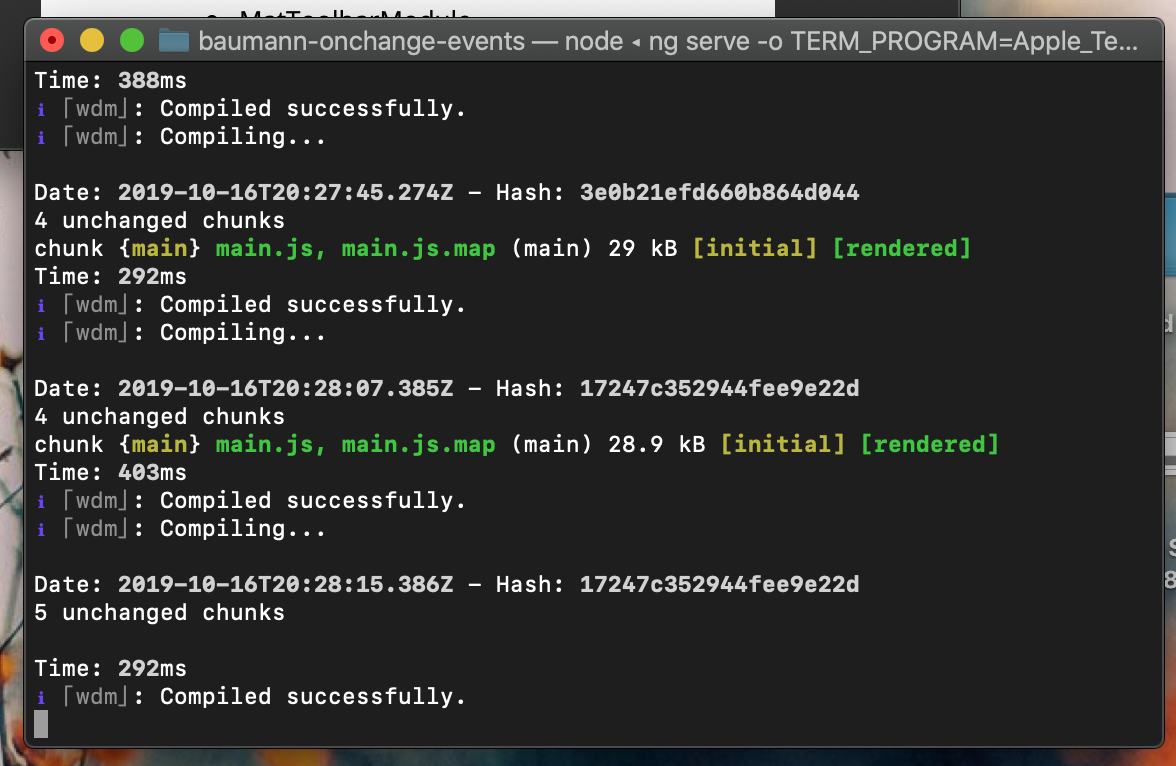 MatToolbarModule
baumann-onchange-events — node ◂ ng serve -o TERM_PROGRAM=Apple_Te...
Time: 388ms
ℹ ｢wdm｣: Compiled successfully.
ℹ ｢wdm｣: Compiling...
Date: 2019-10-16T20:27:45.274Z - Hash: 3e0b21efd660b864d044
4 unchanged chunks
chunk {main} main.js, main.js.map (main) 29 kB [initial] [rendered]
Time: 292ms
ℹ ｢wdm｣: Compiled successfully.
ℹ ｢wdm｣: Compiling...
Date: 2019-10-16T20:28:07.385Z - Hash: 17247c352944fee9e22d
4 unchanged chunks
chunk {main} main.js, main.js.map (main) 28.9 kB [initial] [rendered]
Time: 403ms
ℹ ｢wdm｣: Compiled successfully.
ℹ ｢wdm｣: Compiling...
Date: 2019-10-16T20:28:15.386Z - Hash: 17247c352944fee9e22d
5 unchanged chunks
Time: 292ms
ℹ ｢wdm｣: Compiled successfully.